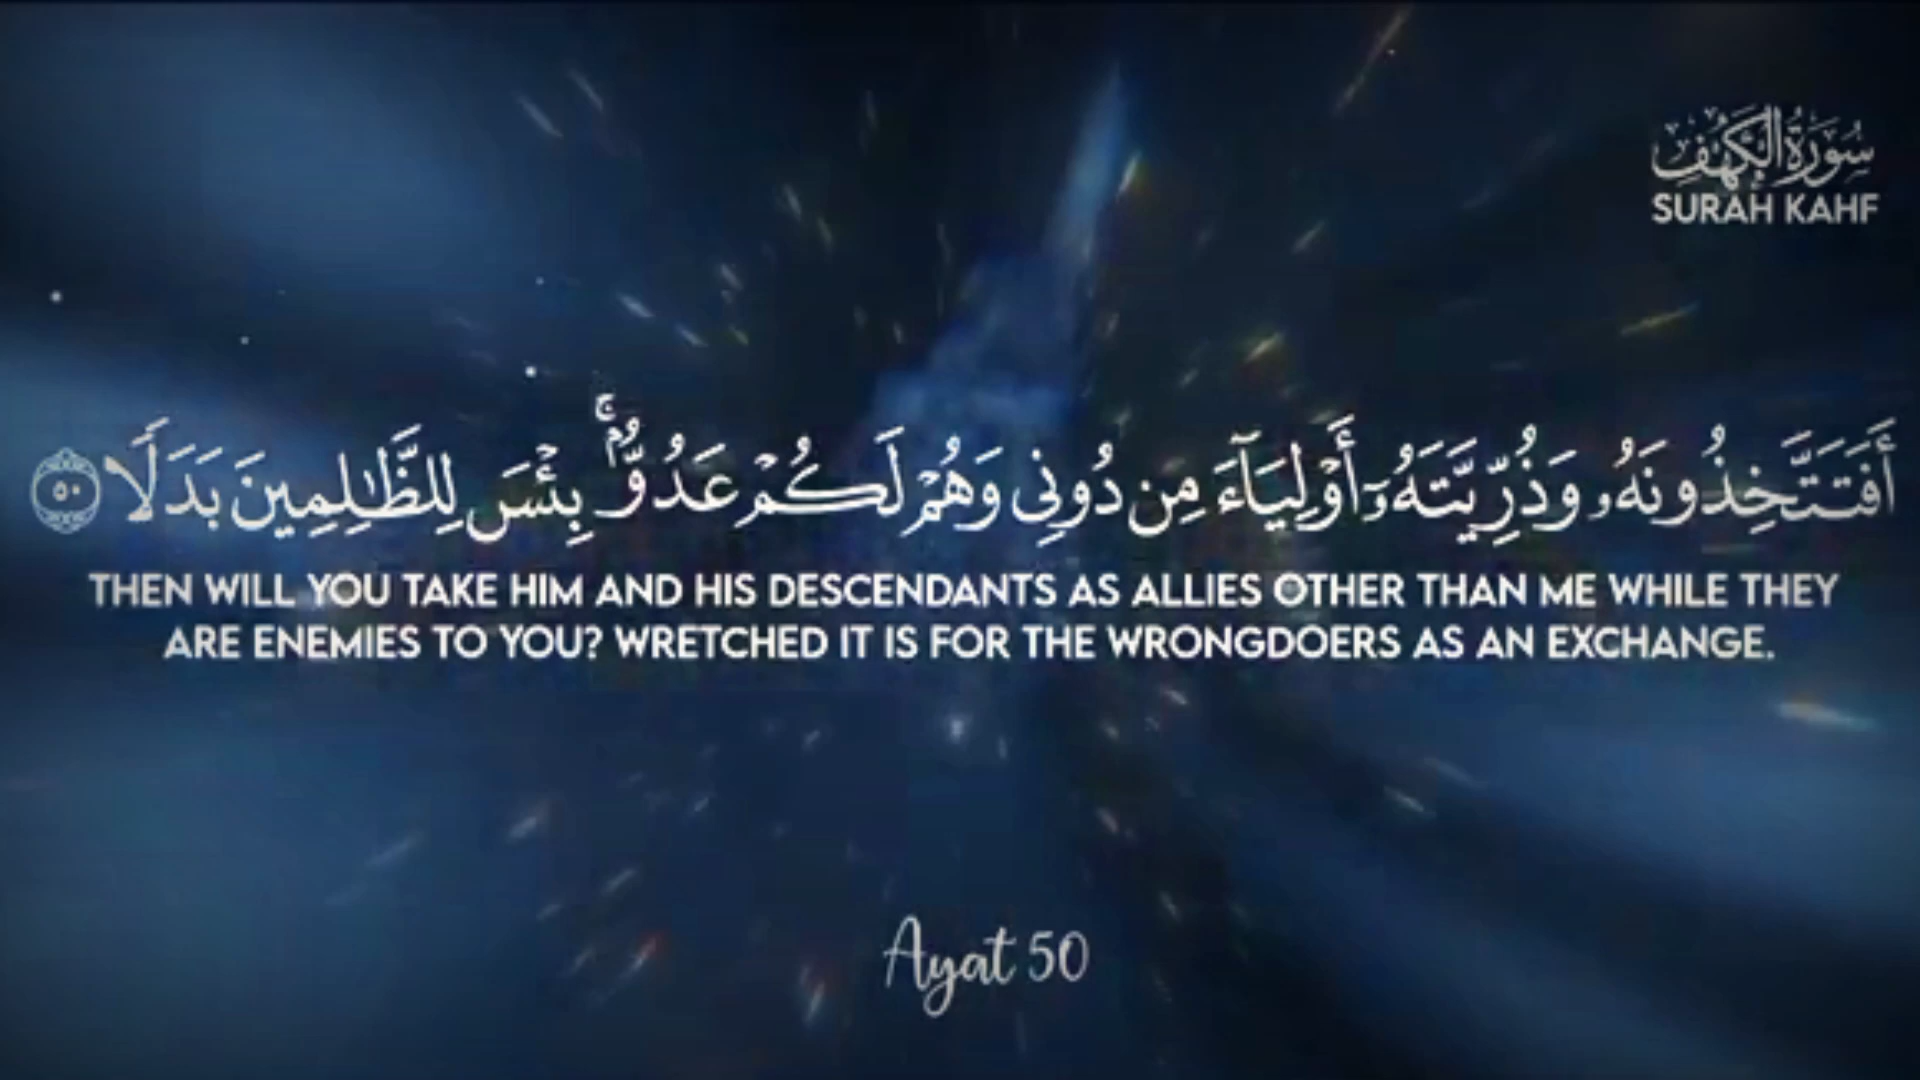 سُورَةُ الكَهْفِ
SURAH KAHF
أَفَتَتَّخِذُونَهُۥ وَذُرِّيَّتَهُۥٓ أَوْلِيَآءَ مِن دُونِى وَهُمْ لَكُمْ عَدُوٌّۢ ۚ بِئْسَ لِلظَّٰلِمِينَ بَدَلًا ٥٠
THEN WILL YOU TAKE HIM AND HIS DESCENDANTS AS ALLIES OTHER THAN ME WHILE THEY
ARE ENEMIES TO YOU? WRETCHED IT IS FOR THE WRONGDOERS AS AN EXCHANGE.
Ayat 50